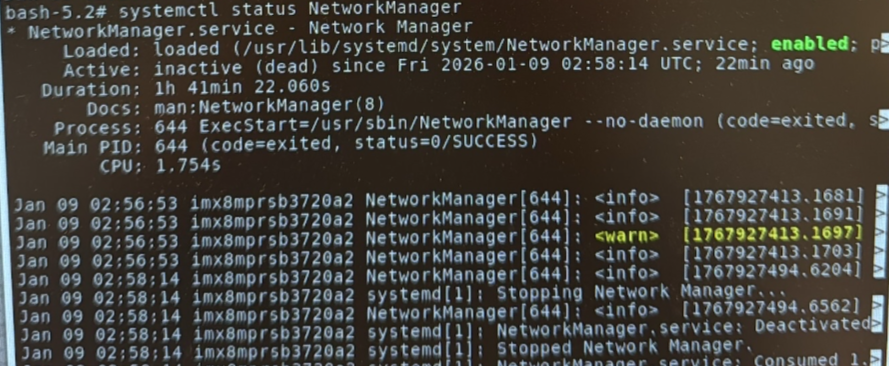 bash-5.2# systemctl status NetworkManager
* NetworkManager.service - Network Manager
Loaded: loaded (/usr/lib/systemd/system/NetworkManager.service; enabled; p>
Active: inactive (dead) since Fri 2026-01-09 02:58:14 UTC; 22min ago
Duration: 1h 41min 22.060s
Docs: man:NetworkManager(8)
Process: 644 ExecStart=/usr/sbin/NetworkManager --no-daemon (code=exited, s>
Main PID: 644 (code=exited, status=0/SUCCESS)
CPU: 1.754s
Jan 09 02:56:53 imx8mprsb3720a2 NetworkManager[644]: <info> [1767927413.1681] >
Jan 09 02:56:53 imx8mprsb3720a2 NetworkManager[644]: <info> [1767927413.1691] >
Jan 09 02:56:53 imx8mprsb3720a2 NetworkManager[644]: <warn> [1767927413.1697] >
Jan 09 02:56:53 imx8mprsb3720a2 NetworkManager[644]: <info> [1767927413.1703] >
Jan 09 02:58:14 imx8mprsb3720a2 NetworkManager[644]: <info> [1767927494.6204] >
Jan 09 02:58:14 imx8mprsb3720a2 systemd[1]: Stopping Network Manager...
Jan 09 02:58:14 imx8mprsb3720a2 NetworkManager[644]: <info> [1767927494.6562] >
Jan 09 02:58:14 imx8mprsb3720a2 systemd[1]: NetworkManager.service: Deactivated>
Jan 09 02:58:14 imx8mprsb3720a2 systemd[1]: Stopped Network Manager.
Jan 09 02:58:14 imx8mprsb3720a2 systemd[1]: NetworkManager.service: Consumed 1.>